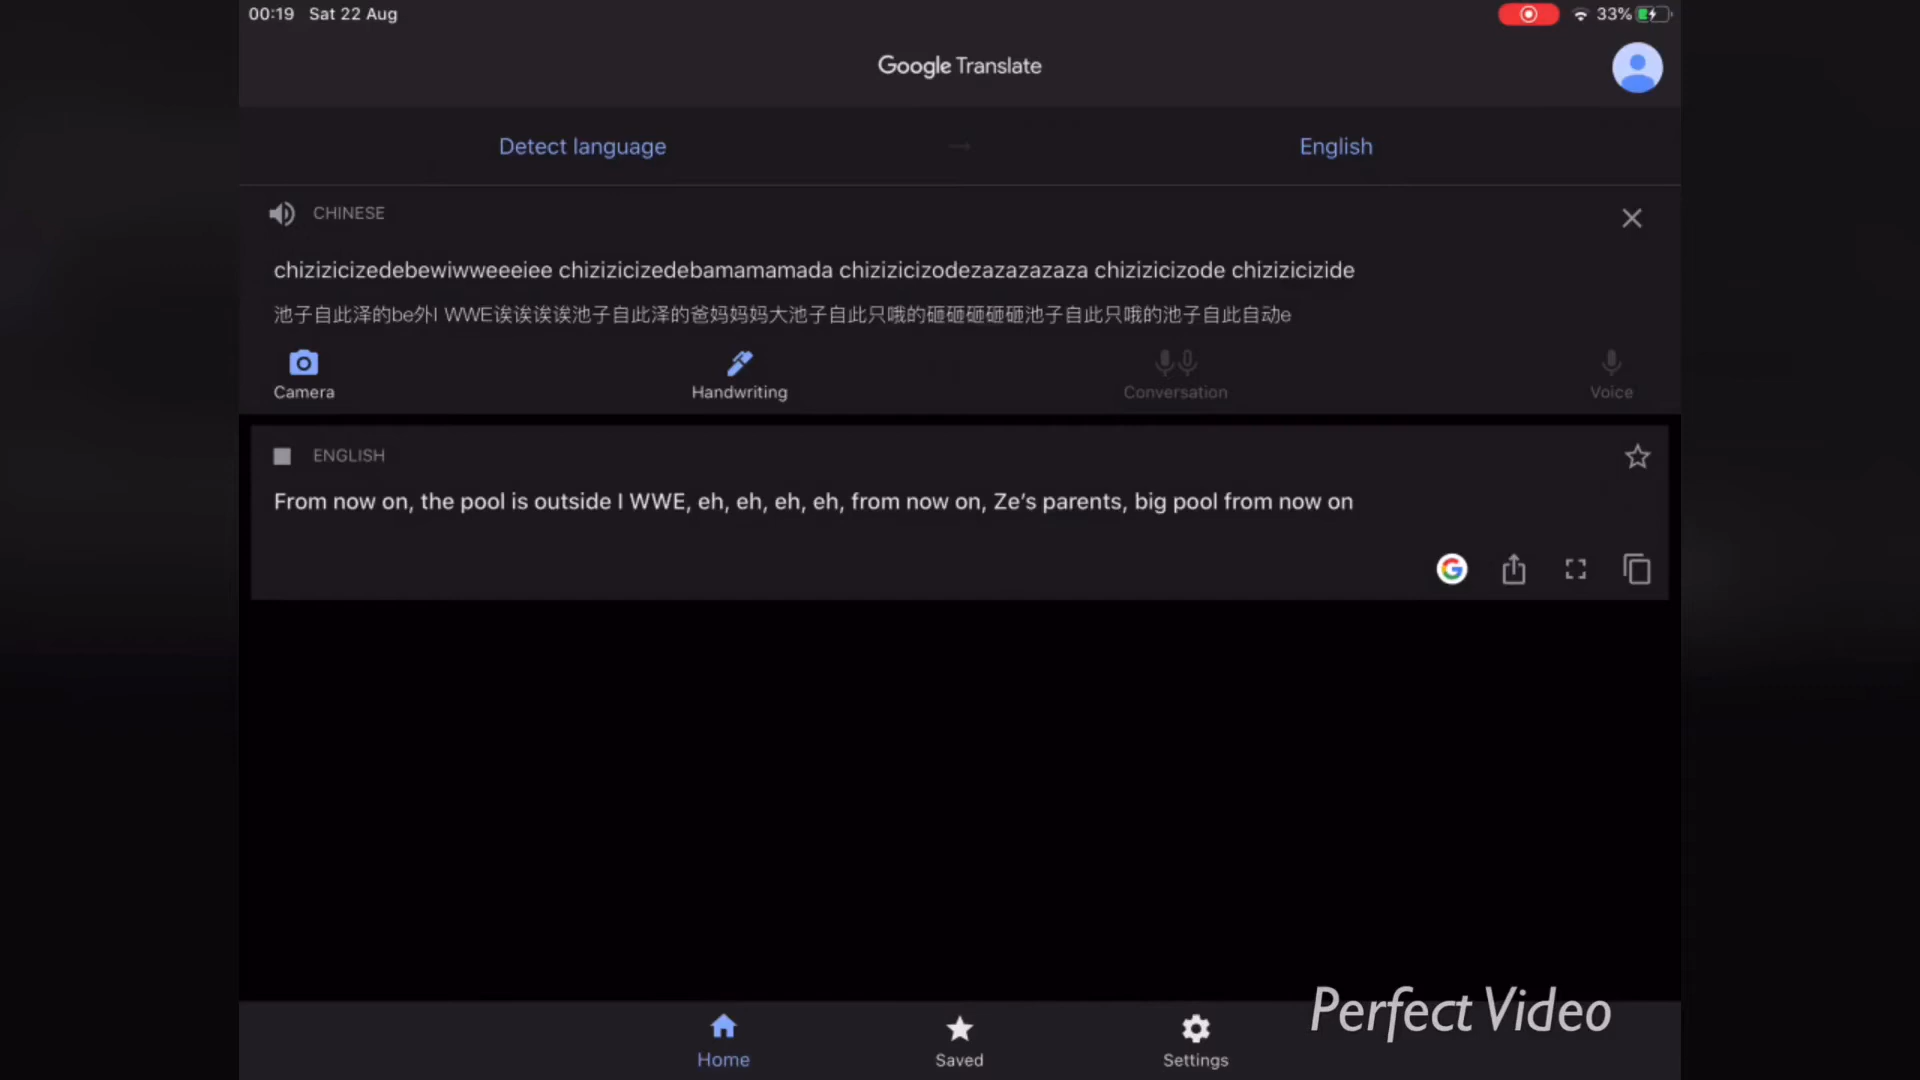 00:19 Sat 22 Aug
33%
Google Translate
Detect language
English
CHINESE
chizizicizedebewiwweeeiee chizizicizedebamamamada chizizicizodezazazazaza chizizicizode chizizicizide
池子自此泽的be外I WWE诶诶诶诶池子自此泽的爸妈妈妈大池子自此只哦的砸砸砸砸砸池子自此只哦的池子自此自动e
Camera
Handwriting
Conversation
Voice
ENGLISH
From now on, the pool is outside I WWE, eh, eh, eh, eh, from now on, Ze's parents, big pool from now on
Perfect Video
Home
Saved
Settings